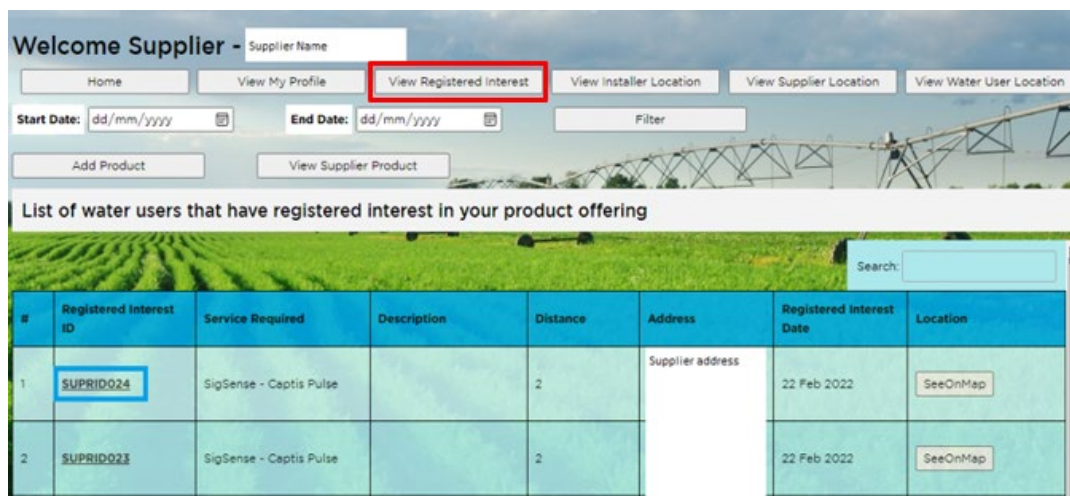 Welcome Supplier - Supplier Name
Home View My Profile View Registered Interest View Installer Location View Supplier Location View Water User Location
Start Date: dd/mm/yyyy End Date: dd/mm/yyyy Filter
Add Product View Supplier Product
List of water users that have registered interest in your product offering
Search:
# Registered Interest ID Service Required Description Distance Address Registered Interest Date Location
1 SUPRID024 SigSense - Captis Pulse 2 Supplier address 22 Feb 2022 SeeOnMap
2 SUPRID023 SigSense - Captis Pulse 2 22 Feb 2022 SeeOnMap